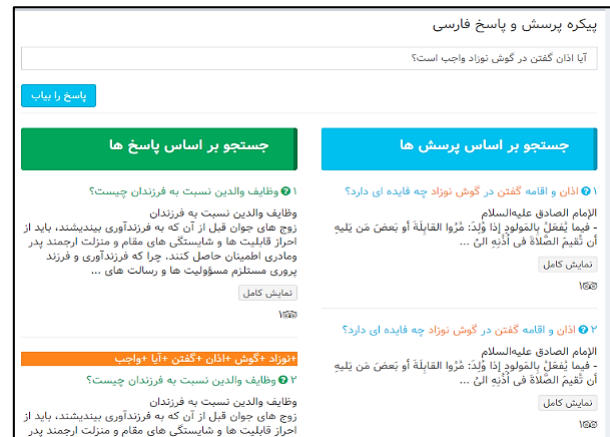 پیکره پرسش و پاسخ فارسی
آیا اذان گفتن در گوش نوزاد واجب است؟
پاسخ را بیاب
جستجو بر اساس پرسش ها
۱ اذان و اقامه گفتن در گوش نوزاد چه فایده ای دارد؟
الإمام الصادق علیه‌السلام
- فیما یُفعَلُ بِالمَولودِ إذا وُلِدَ: مُرُوا القابِلَةَ أو بَعضَ مَن یَلیهِ
أن تُقیمَ الصَّلاةَ فی اُذُنِهِ الیُ ...
نمایش کامل
۱
۲ اذان و اقامه گفتن در گوش نوزاد چه فایده ای دارد؟
الإمام الصادق علیه‌السلام
- فیما یُفعَلُ بِالمَولودِ إذا وُلِدَ: مُرُوا القابِلَةَ أو بَعضَ مَن یَلیهِ
أن تُقیمَ الصَّلاةَ فی اُذُنِهِ الیُ ...
نمایش کامل
۱
جستجو بر اساس پاسخ ها
۱ وظایف والدین نسبت به فرزندان چیست؟
وظایف والدین نسبت به فرزندان
زوج های جوان قبل از آن که به فرزندآوری بیندیشند، باید از
احراز قابلیت ها و شایستگی های مقام و منزلت ارجمند پدر
ومادری اطمینان حاصل کنند. چرا که فرزندآوری و فرزند
پروری مستلزم مسؤولیت ها و رسالت های ...
نمایش کامل
۱
+نوزاد +گوش +اذان +گفتن +آیا +واجب
۲ وظایف والدین نسبت به فرزندان چیست؟
وظایف والدین نسبت به فرزندان
زوج های جوان قبل از آن که به فرزندآوری بیندیشند، باید از
احراز قابلیت ها و شایستگی های مقام و منزلت ارجمند پدر